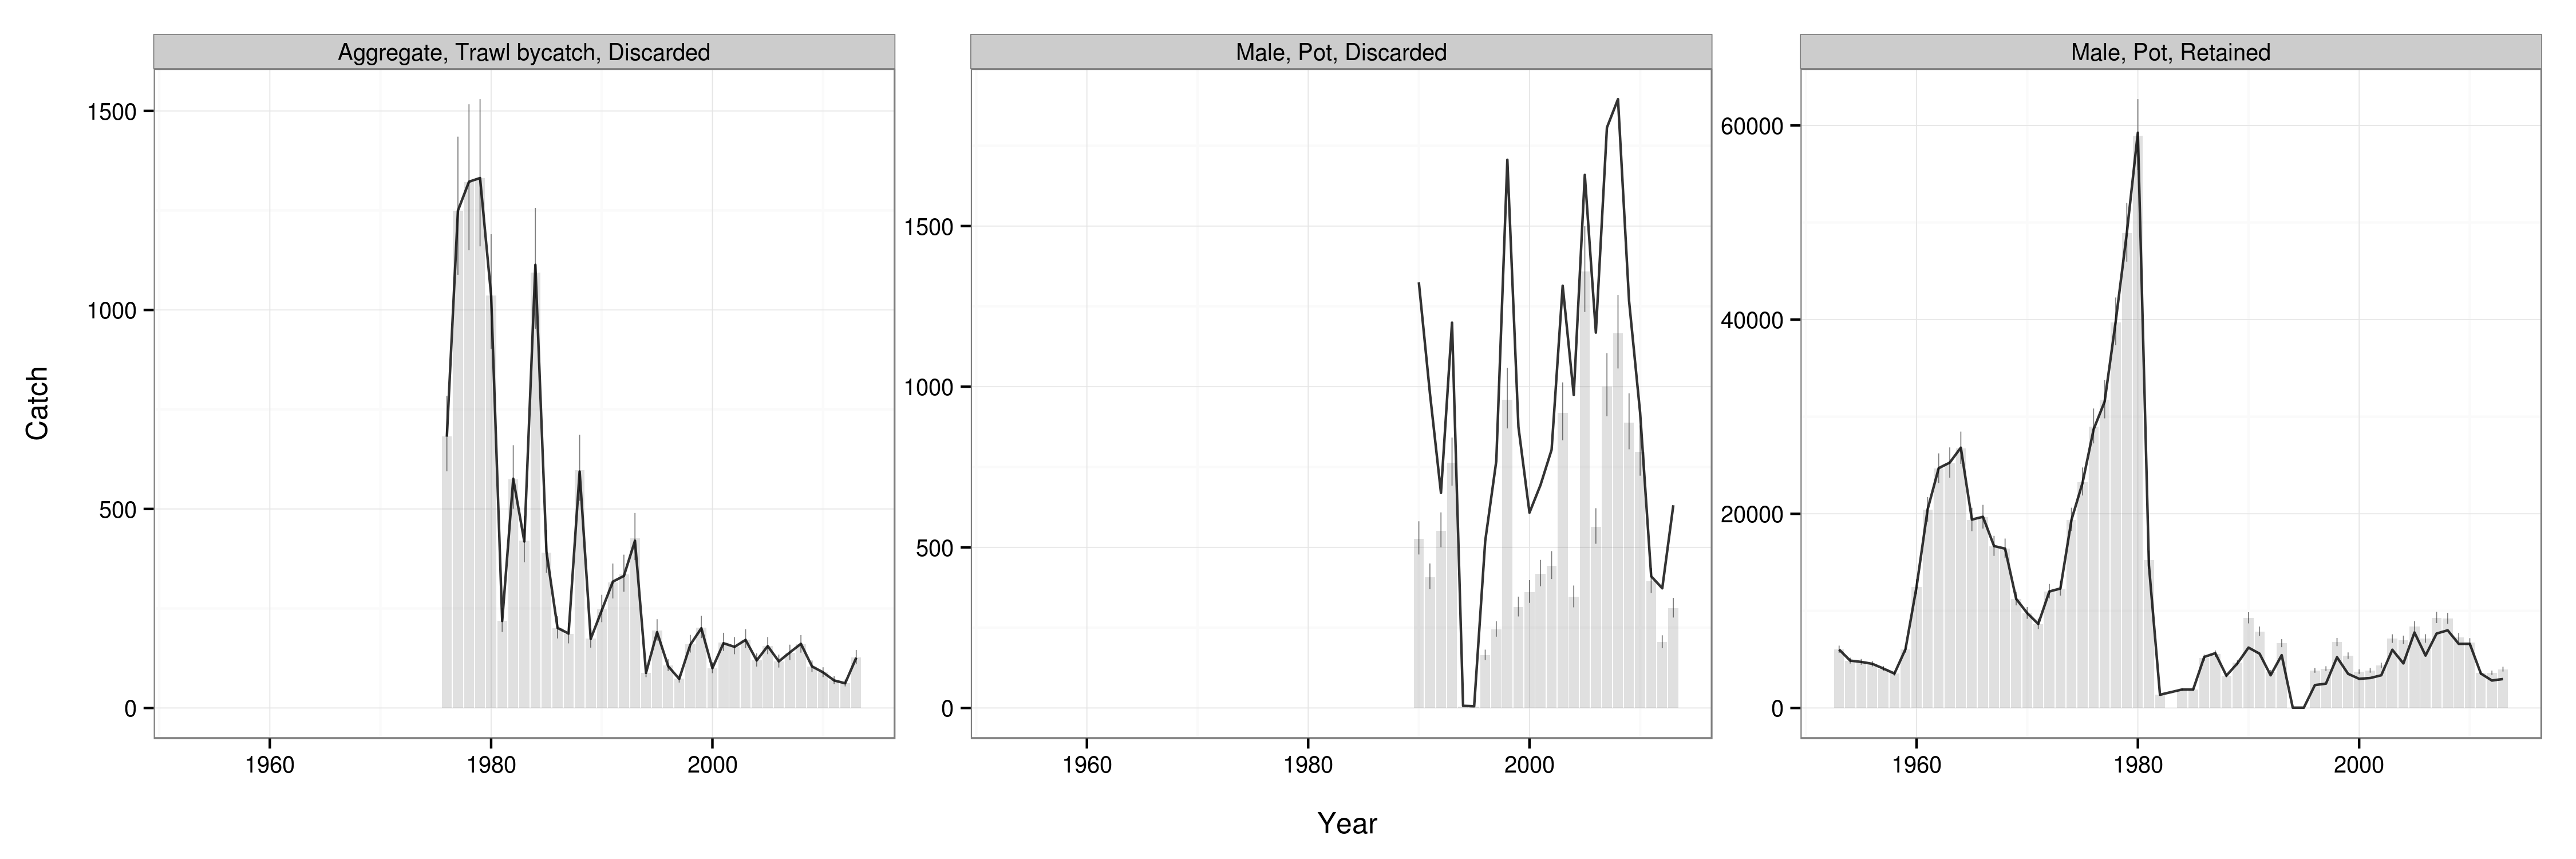 Aggregate, Trawl bycatch, Discarded
Male, Pot, Discarded
Male, Pot, Retained
Catch
1500
1000
500
0
1500
1000
500
0
60000
40000
20000
0
1960 1980 2000
1960 1980 2000
1960 1980 2000
Year